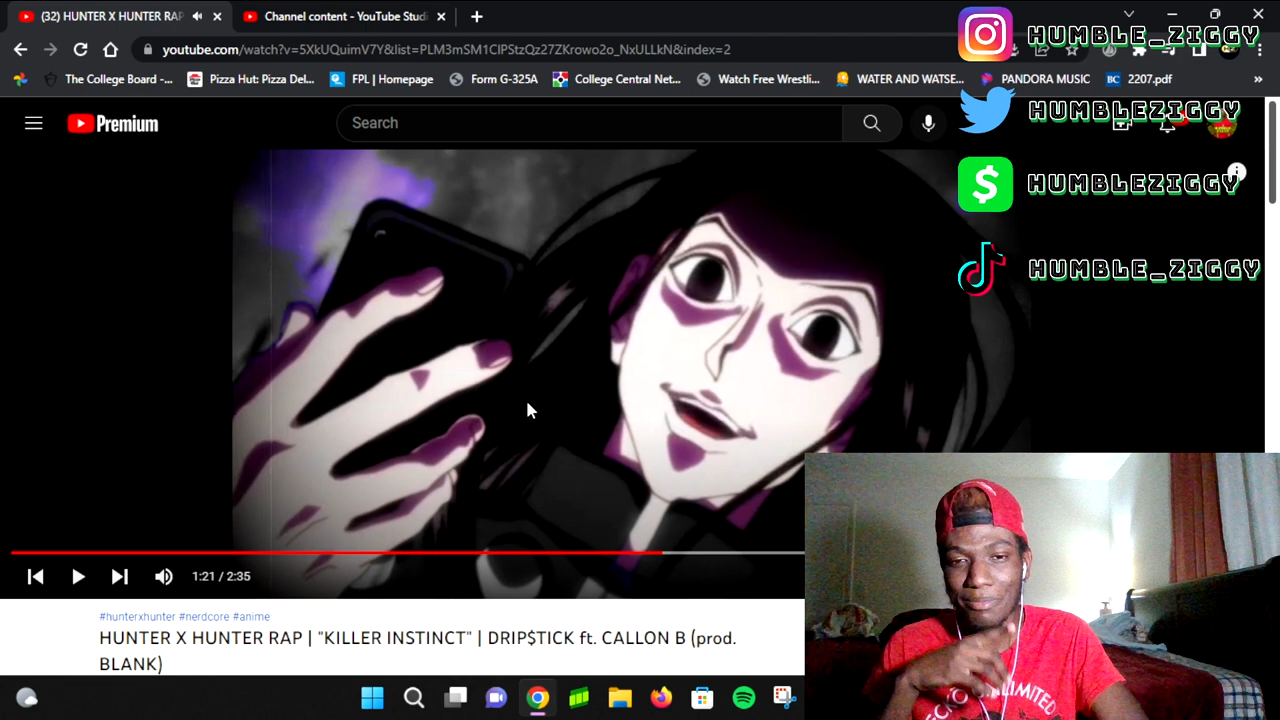 (32) HUNTER X HUNTER RAP
Channel content - YouTube Studi
HUMBLE_ZIGGY
youtube.com/watch?v=5XkUQuimV7Y&list=PLM3mSM1CIPStzQz27ZKrowo2o_NxULLkN&index=2
The College Board -...
Pizza Hut: Pizza Del...
FPL | Homepage
Form G-325A
College Central Net...
Watch Free Wrestli...
WATER AND WATSE...
PANDORA MUSIC
BC 2207.pdf
Premium
Search
HUMBLEZIGGY
HUMBLEZIGGY
HUMBLE_ZIGGY
1:21 / 2:35
#hunterxhunter #nerdcore #anime
HUNTER X HUNTER RAP | "KILLER INSTINCT" | DRIP$TICK ft. CALLON B (prod.
BLANK)